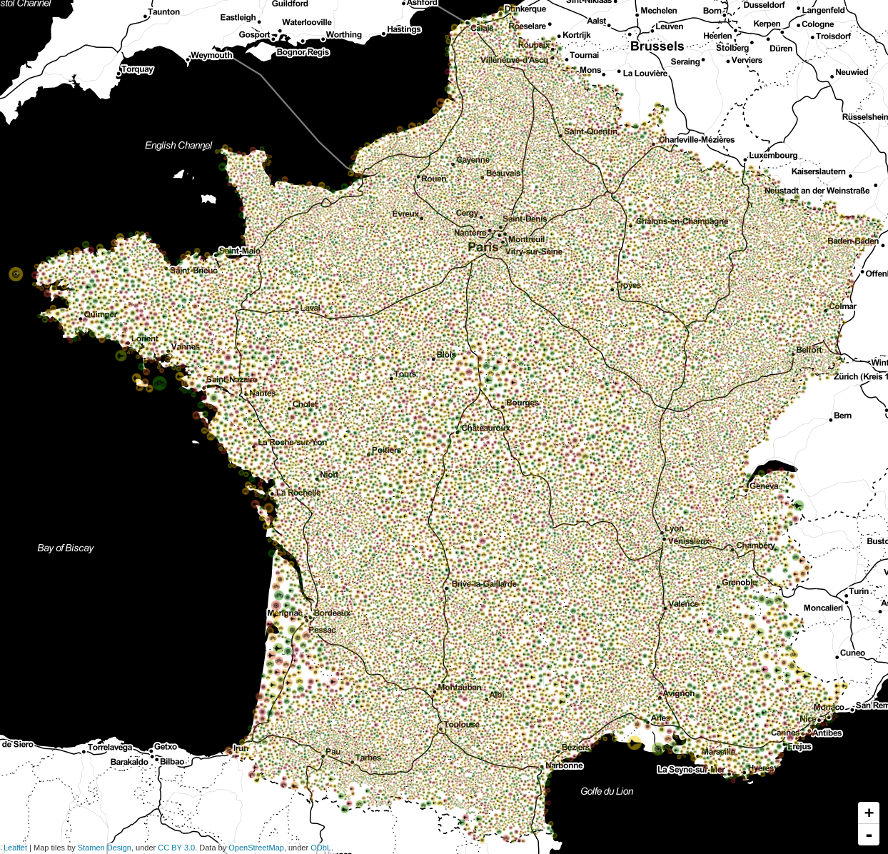 stol Channel
Taunton
Guildford
Ashford
Eastleigh
Waterlooville
Gosport
Worthing
Hastings
Bognor Regis
Weymouth
Torquay
English Channel
Dunkerque
Calais
Roeselare
Aalst
Mechelen
Born
Dusseldorf
Langenfeld
Kortrijk
Leuven
Kerpen
Cologne
Roubaix
Brussels
Heerlen
Troisdorf
Stolberg
Düren
Villeneuve-d'Ascq
Tournai
Mons
La Louvière
Seraing
Verviers
Neuwied
Rüsselshein
Saint-Quentin
Charleville-Mézières
Luxembourg
Kaiserslautern
Neustadt an der Weinstraße
Cayenne
Rouen
Beauvais
Evreux
Cergy
Saint-Denis
Nanterre
Montreuil
Paris
Vitry-sur-Seine
Châlons-en-Champagne
Baden-Baden
Offenl
Saint-Malo
Saint-Brieuc
Troyes
Quimper
Laval
Colmar
Lorient
Vannes
Blois
Belfort
Wint
Zürich (Kreis 1
Saint-Nazaire
Nantes
Tours
Cholet
Bourges
Bern
Châteauroux
La Roche-sur-Yon
Poitiers
Niort
La Rochelle
Geneva
Bay of Biscay
Lyon
Vénissieux
Chambéry
Busto
Brive-la-Gaillarde
Grenoble
Turin
Moncalieri
Valence
Mérignac
Bordeaux
Pessac
Cuneo
Montauban
Albi
Avignon
Monaco
San Rem
Nice
Arles
Cannes
Antibes
Toulouse
Fréjus
de Siero
Torrelavega
Getxo
Irun
Barakaldo
Bilbao
Pau
Tarbes
Béziers
Narbonne
Marseille
La Seyne-sur-Mer
Hyères
Golfe du Lion
+
-
Leaflet | Map tiles by Stamen Design, under CC BY 3.0. Data by OpenStreetMap, under ODbL.